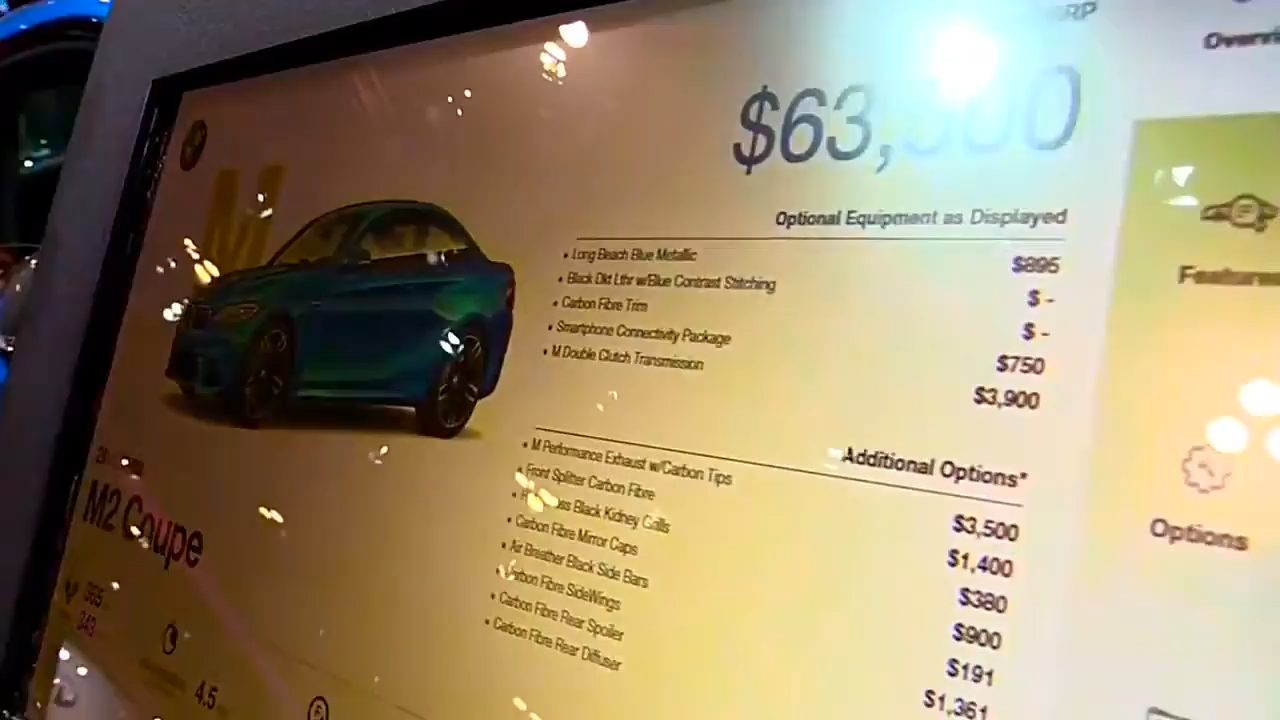 M
$63,
Optional Equipment as Displayed
• Long Beach Blue Metallic $895
• Black Dkt Lthr w/Blue Contrast Stitching $ -
• Carbon Fibre Trim $ -
• Smartphone Connectivity Package $750
• M Double Clutch Transmission $3,900
Additional Options*
• M Performance Exhaust w/Carbon Tips $3,500
• Front Splitter Carbon Fibre $1,400
• Black Kidney Grills $380
• Carbon Fibre Mirror Caps $900
• Air Breather Black Side Bars $191
• Carbon Fibre SideWings $1,361
• Carbon Fibre Rear Spoiler
• Carbon Fibre Rear Diffuser
M2 Coupe
365
343
4.5
Options